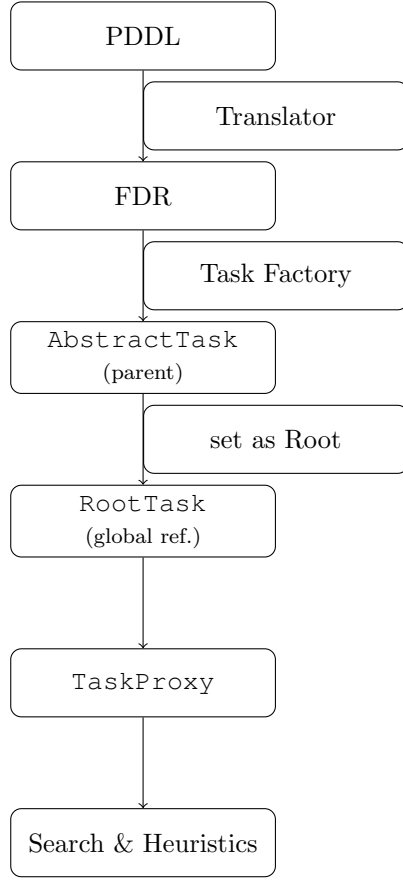 PDDL
Translator
FDR
Task Factory
AbstractTask
(parent)
set as Root
RootTask
(global ref.)
TaskProxy
Search & Heuristics